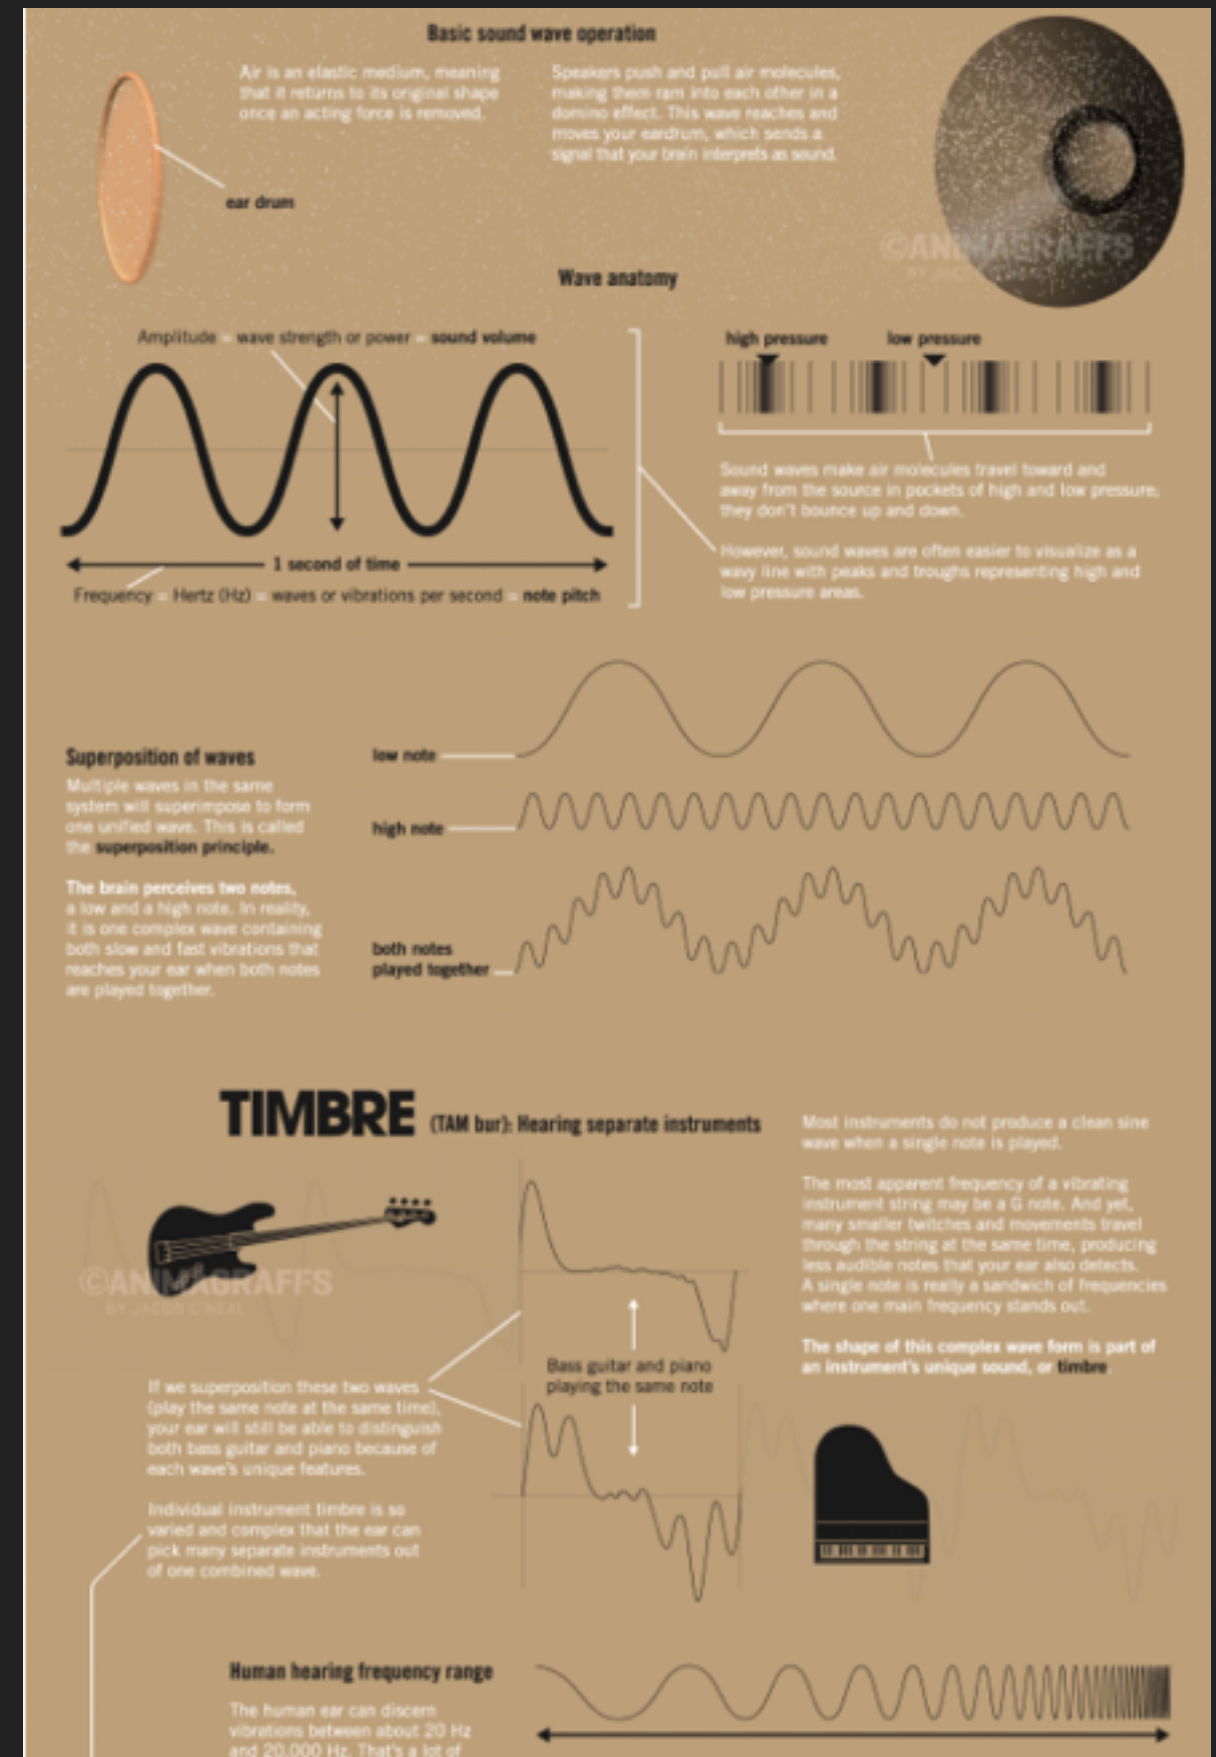 Basic sound wave operation
Air is an elastic medium, meaning
that it returns to its original shape
once an acting force is removed.
Speakers push and pull air molecules,
making them ram into each other in a
domino effect. This wave reaches and
moves your eardrum, which sends a
signal that your brain interprets as sound.
ear drum
©ANIMAGRAFFS
BY JAC
Wave anatomy
Amplitude = wave strength or power = sound volume
1 second of time
Frequency = Hertz (Hz) = waves or vibrations per second = note pitch
high pressure
low pressure
Sound waves make air molecules travel toward and
away from the source in pockets of high and low pressure;
they don't bounce up and down.
However, sound waves are often easier to visualize as a
wavy line with peaks and troughs representing high and
low pressure areas.
Superposition of waves
Multiple waves in the same
system will superimpose to form
one unified wave. This is called
the superposition principle.
The brain perceives two notes,
a low and a high note. In reality,
it is one complex wave containing
both slow and fast vibrations that
reaches your ear when both notes
are played together.
low note
high note
both notes
played together
TIMBRE (TAM bur): Hearing separate instruments
Most instruments do not produce a clean sine
wave when a single note is played.
The most apparent frequency of a vibrating
instrument string may be a G note. And yet,
many smaller twitches and movements travel
through the string at the same time, producing
less audible notes that your ear also detects.
A single note is really a sandwich of frequencies
where one main frequency stands out.
The shape of this complex wave form is part of
an instrument's unique sound, or timbre.
©ANIMAGRAFFS
BY JACOB O'NEAL
Bass guitar and piano
playing the same note
If we superposition these two waves
(play the same note at the same time),
your ear will still be able to distinguish
both bass guitar and piano because of
each wave's unique features.
Individual instrument timbre is so
varied and complex that the ear can
pick many separate instruments out
of one combined wave.
Human hearing frequency range
The human ear can discern
vibrations between about 20 Hz
and 20,000 Hz. That's a lot of